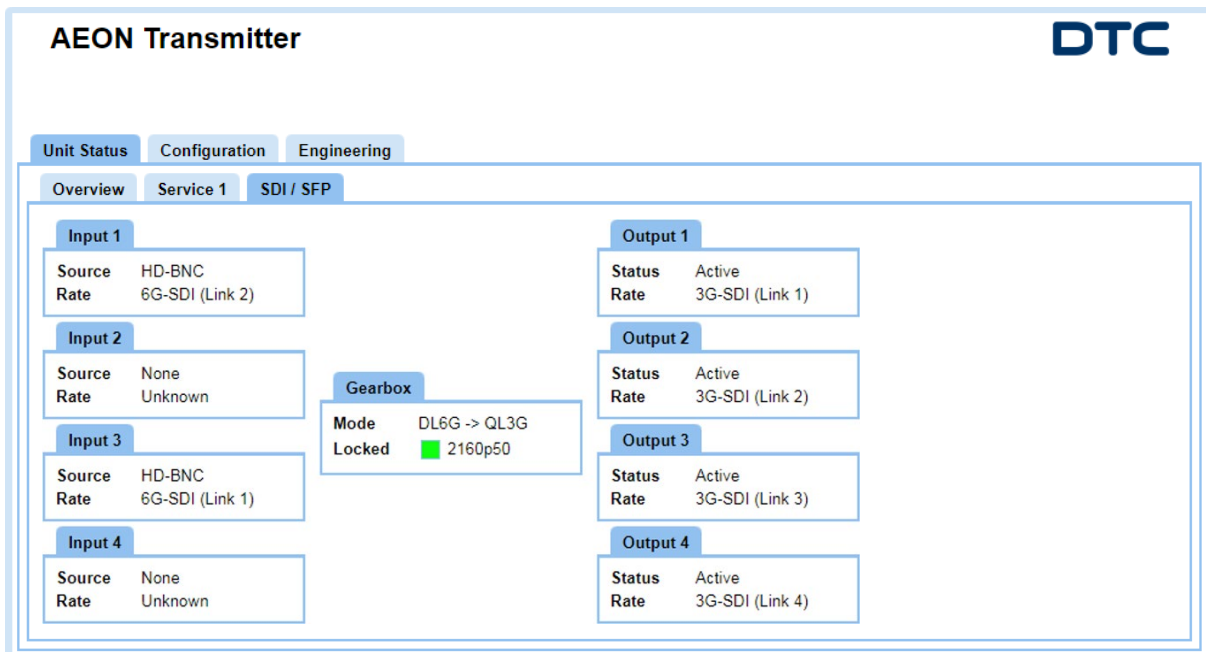 AEON Transmitter
DTC
Unit Status Configuration Engineering
Overview Service 1 SDI / SFP
Input 1
Source HD-BNC
Rate 6G-SDI (Link 2)
Input 2
Source None
Rate Unknown
Input 3
Source HD-BNC
Rate 6G-SDI (Link 1)
Input 4
Source None
Rate Unknown
Gearbox
Mode DL6G -> QL3G
Locked 2160p50
Output 1
Status Active
Rate 3G-SDI (Link 1)
Output 2
Status Active
Rate 3G-SDI (Link 2)
Output 3
Status Active
Rate 3G-SDI (Link 3)
Output 4
Status Active
Rate 3G-SDI (Link 4)